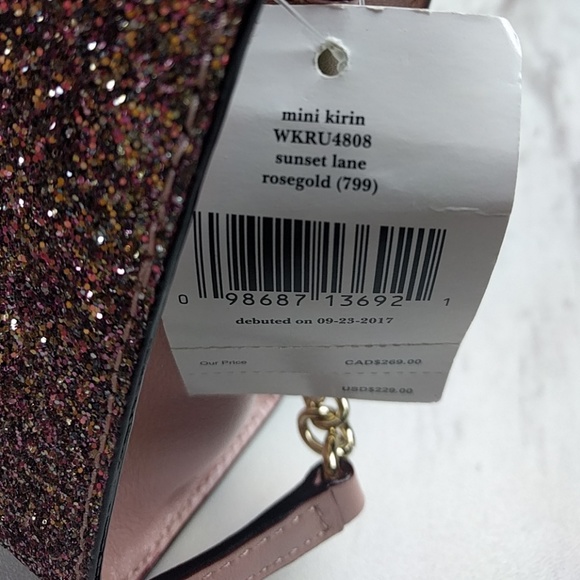 mini kirin
WKRU4808
sunset lane
rosegold (799)
0 98687 13692 1
debuted on 09-23-2017
Our Price CAD$269.00
USD$229.00